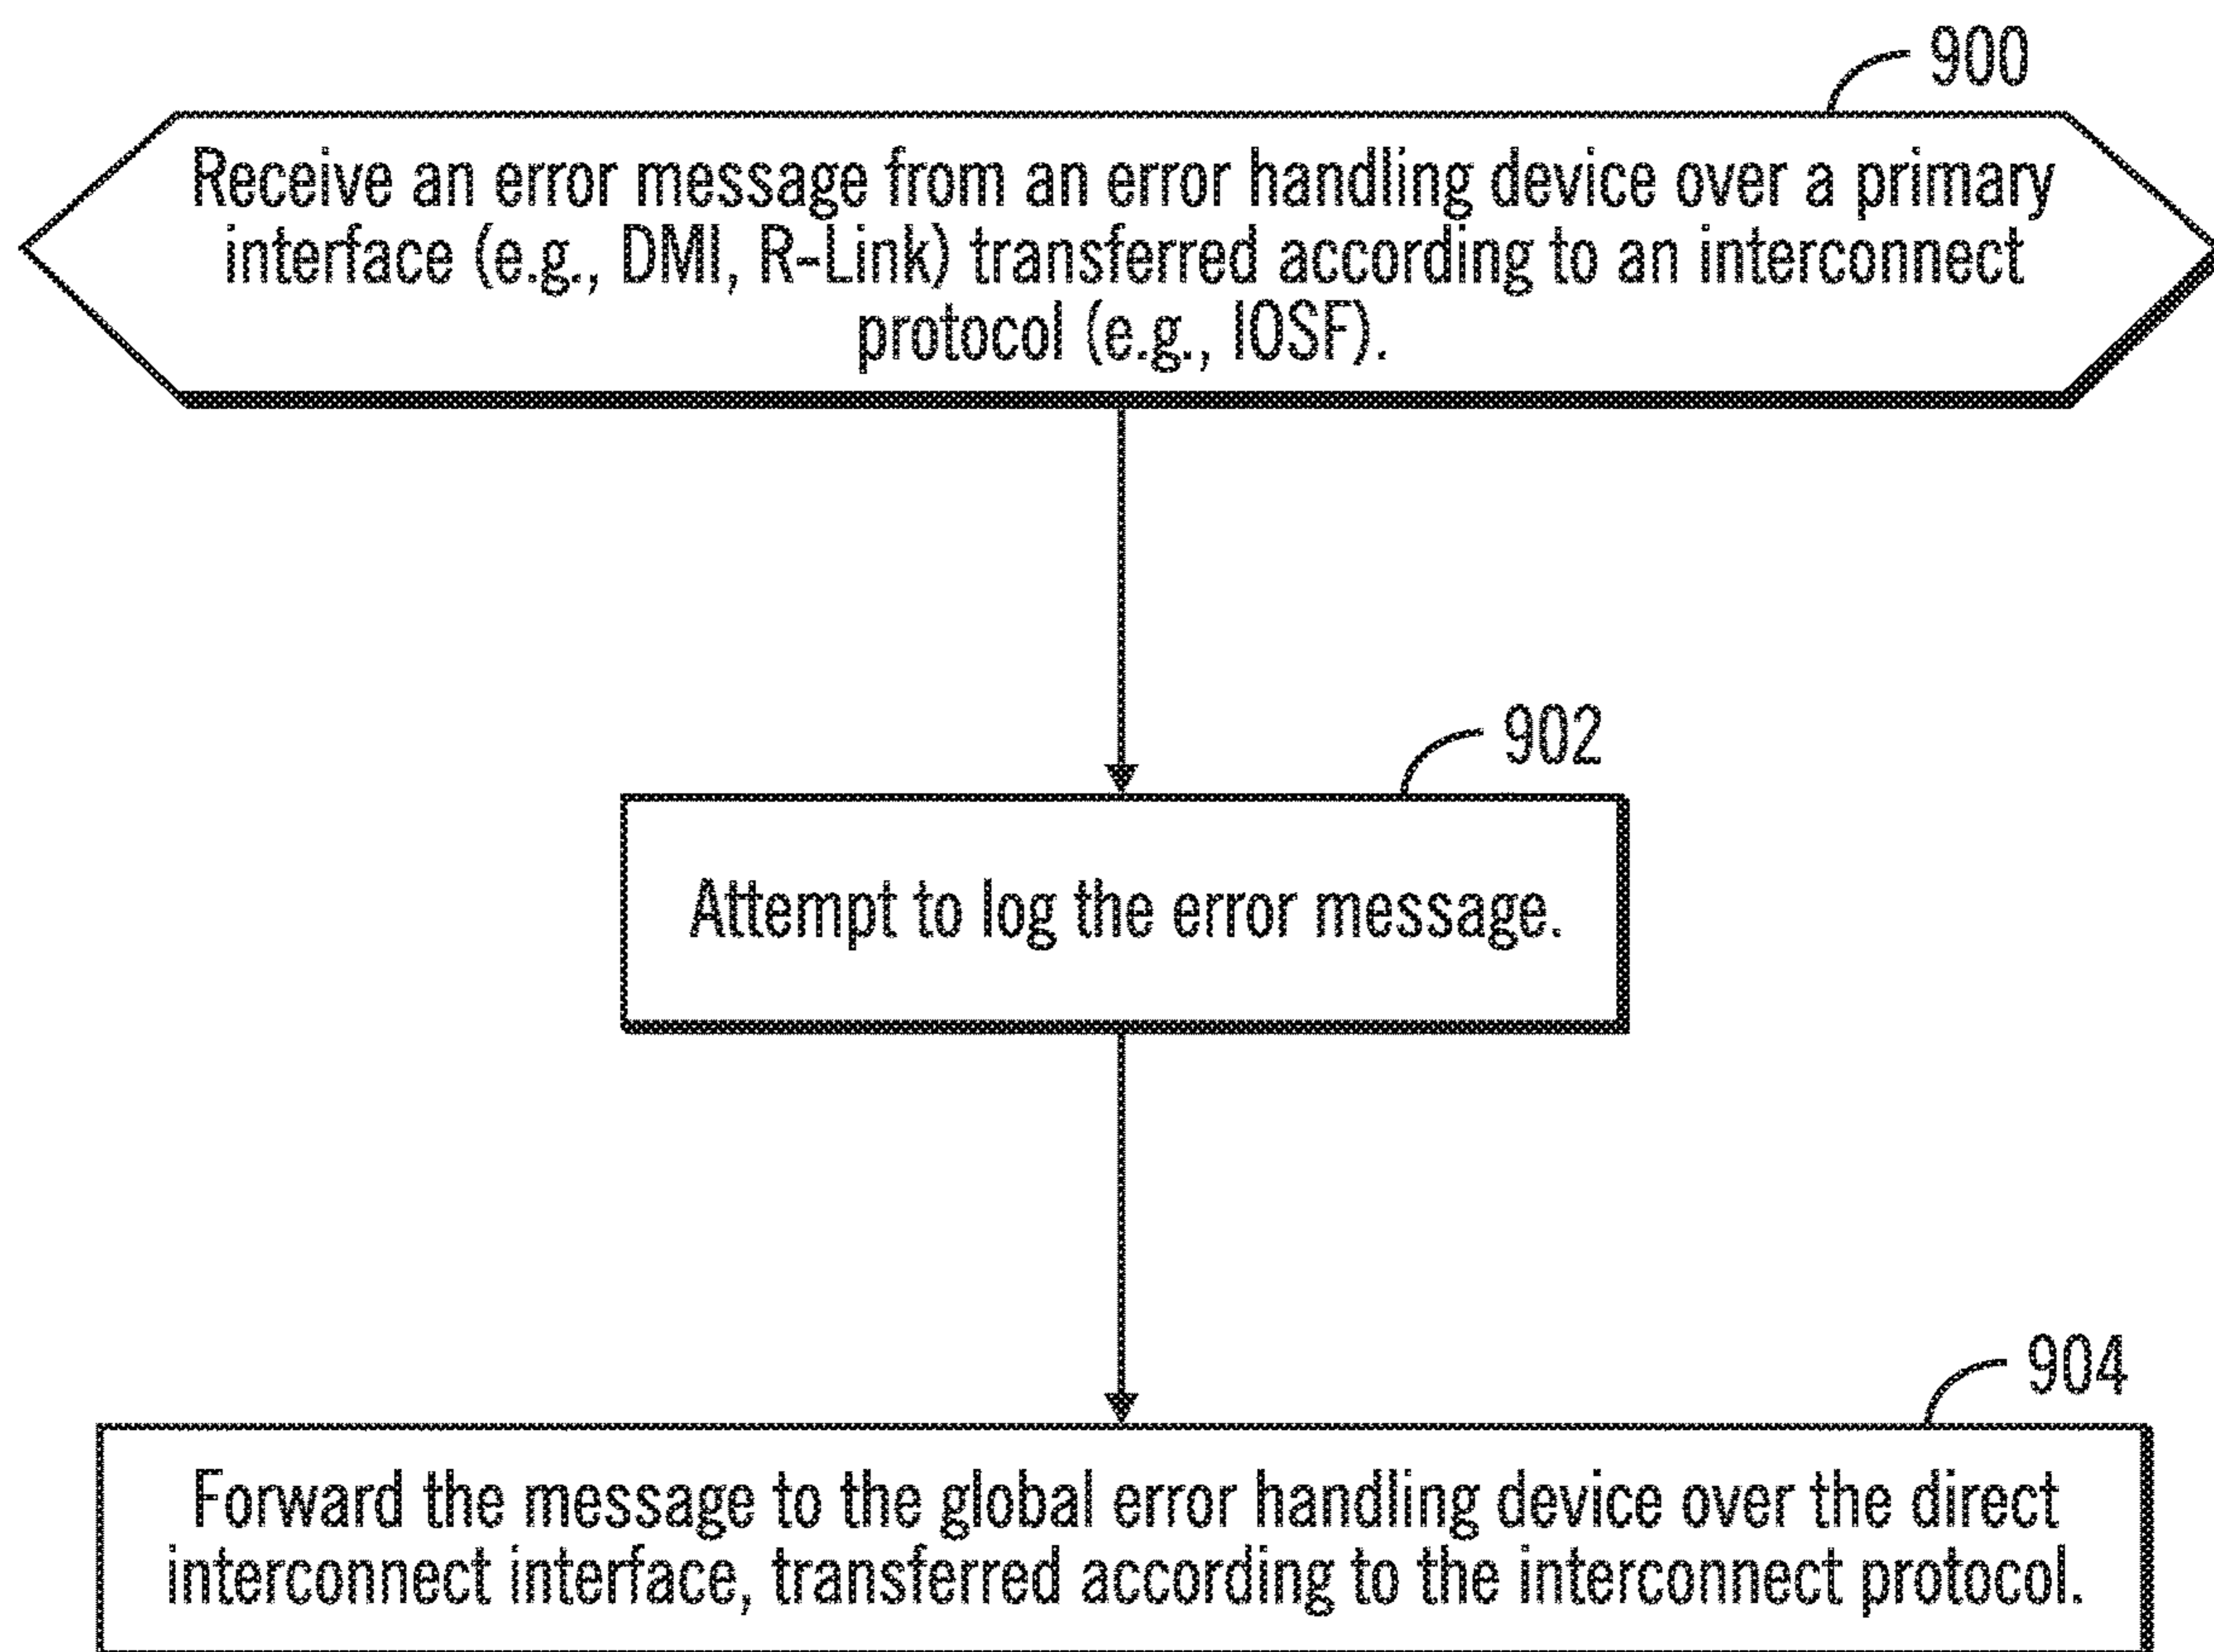 900
Receive an error message from an error handling device over a primary
interface (e.g., DMI, R-Link) transferred according to an interconnect
protocol (e.g., IOSF).
902
Attempt to log the error message.
904
Forward the message to the global error handling device over the direct
interconnect interface, transferred according to the interconnect protocol.